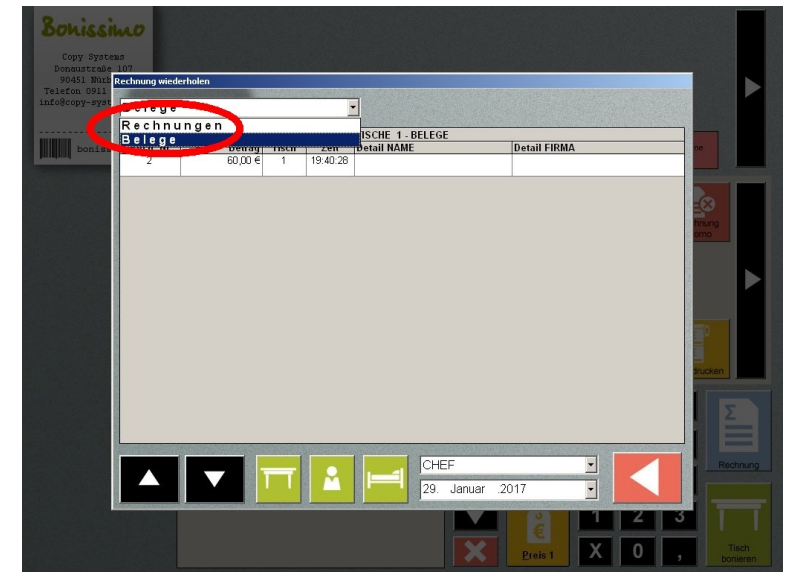 Bonissimo
Copy Systems
Donaustraße 107
90451 Nürb
Telefon 0911
info@copy-syst
Rechnung wiederholen
Belege
Rechnungen
Belege
TISCHE 1 - BELEGE
Betrag Tisch Zeit Detail NAME Detail FIRMA
2 60,00 € 1 19:40:28
CHEF
29. Januar .2017
Rechnung
drucken
Preis 1
1 2 3
X 0 ,
Tisch
bonieren